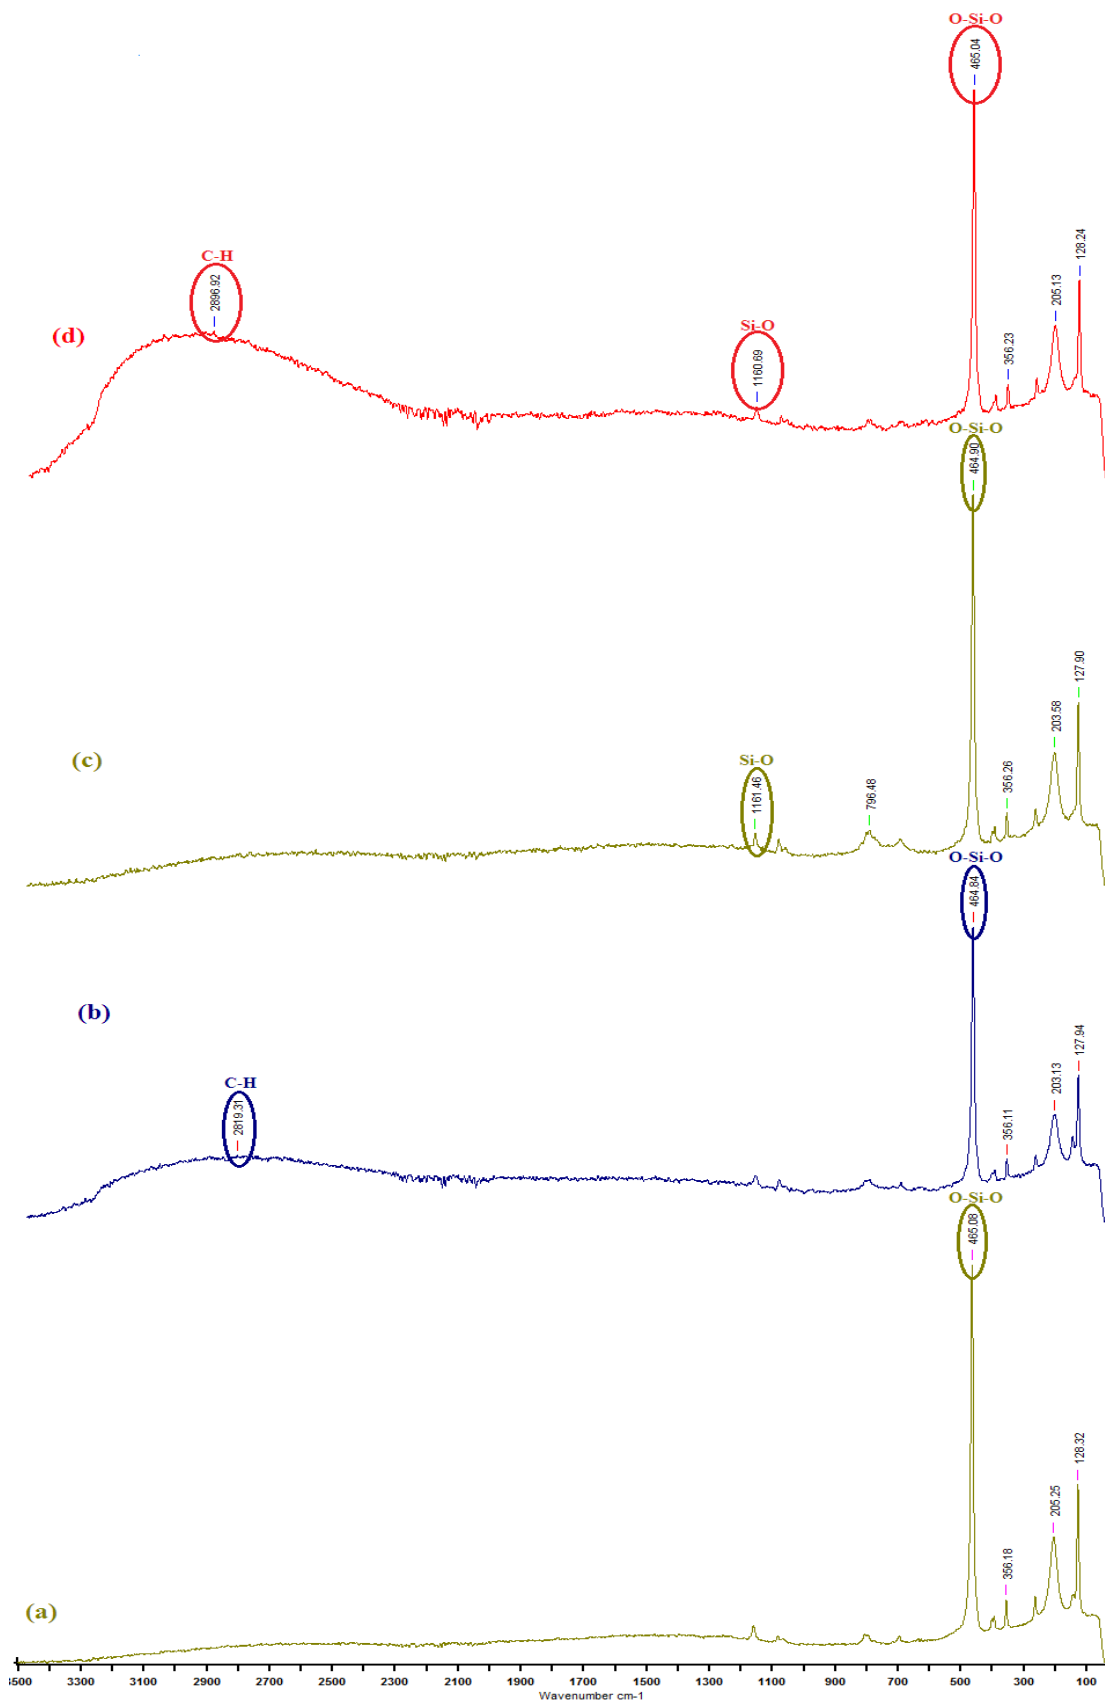 O-Si-O
465.04
C-H
2896.92
128.24
205.13
(d)
Si-O
1160.69
356.23
O-Si-O
464.90
127.90
203.58
(c)
Si-O
1161.46
796.48
356.26
O-Si-O
464.84
(b)
127.94
203.13
C-H
2819.31
356.11
O-Si-O
465.08
128.32
205.25
356.18
(a)
3500 3100 2900 2700 2500 2300 2100 1900 1700 1500 1300 1100 900 700 500 300 100
Wavenumber cm-1